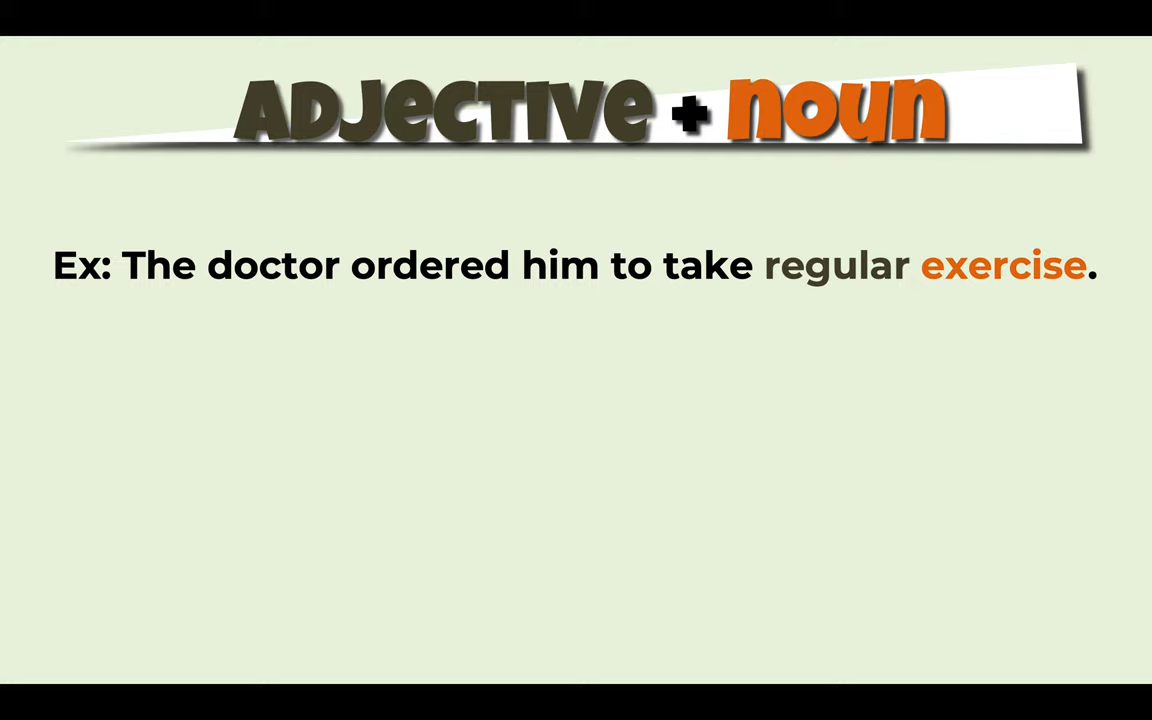 ADJECTIVE + NOUN
Ex: The doctor ordered him to take regular exercise.